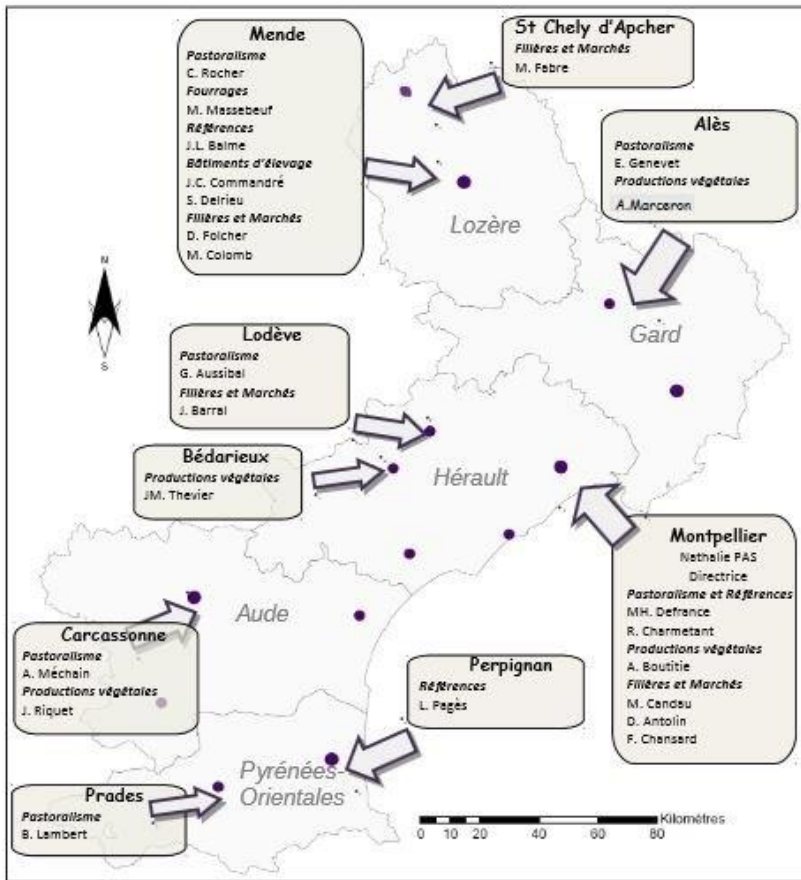 Mende
Pastoralisme
C. Rocher
Fourrages
M. Massebeuf
Références
J.L. Balme
Bâtiments d'élevage
J.C. Commandré
S. Delrieu
Filières et Marchés
D. Folcher
M. Colomb
St Chely d'Apcher
Filières et Marchés
M. Fabre
Alès
Pastoralisme
E. Genevet
Productions végétales
A.Marceron
Lozère
Gard
N
S
Lodève
Pastoralisme
G. Aussibal
Filières et Marchés
J. Barral
Bédarieux
Productions végétales
JM. Thevier
Hérault
Montpellier
Nathalie PAS
Directrice
Pastoralisme et Références
MH. Defrance
R. Charmetant
Productions végétales
A. Boutitie
Filières et Marchés
M. Candau
D. Antolin
F. Chansard
Aude
Carcassonne
Pastoralisme
A. Méchain
Productions végétales
J. Riquet
Perpignan
Références
L. Pagès
Pyrénées-
Orientales
Prades
Pastoralisme
B. Lambert
Kilomètres
0 5 10 20 40 60 80